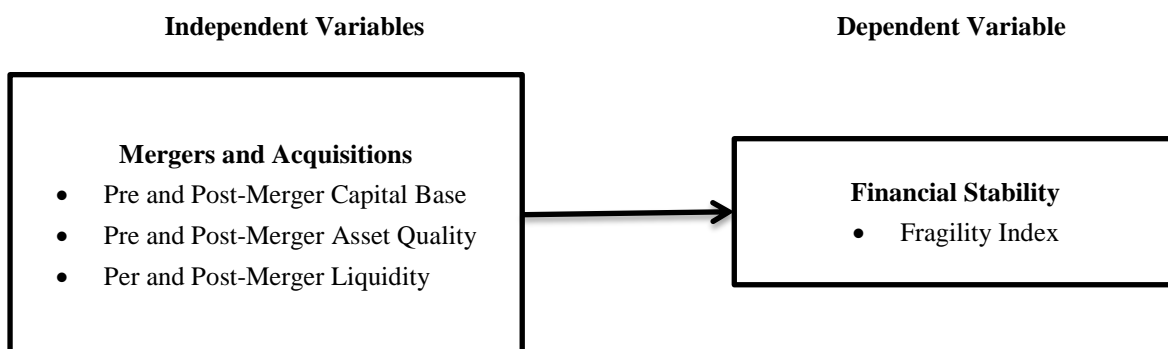 Independent Variables
Dependent Variable
Mergers and Acquisitions
• Pre and Post-Merger Capital Base
• Pre and Post-Merger Asset Quality
• Per and Post-Merger Liquidity
Financial Stability
• Fragility Index